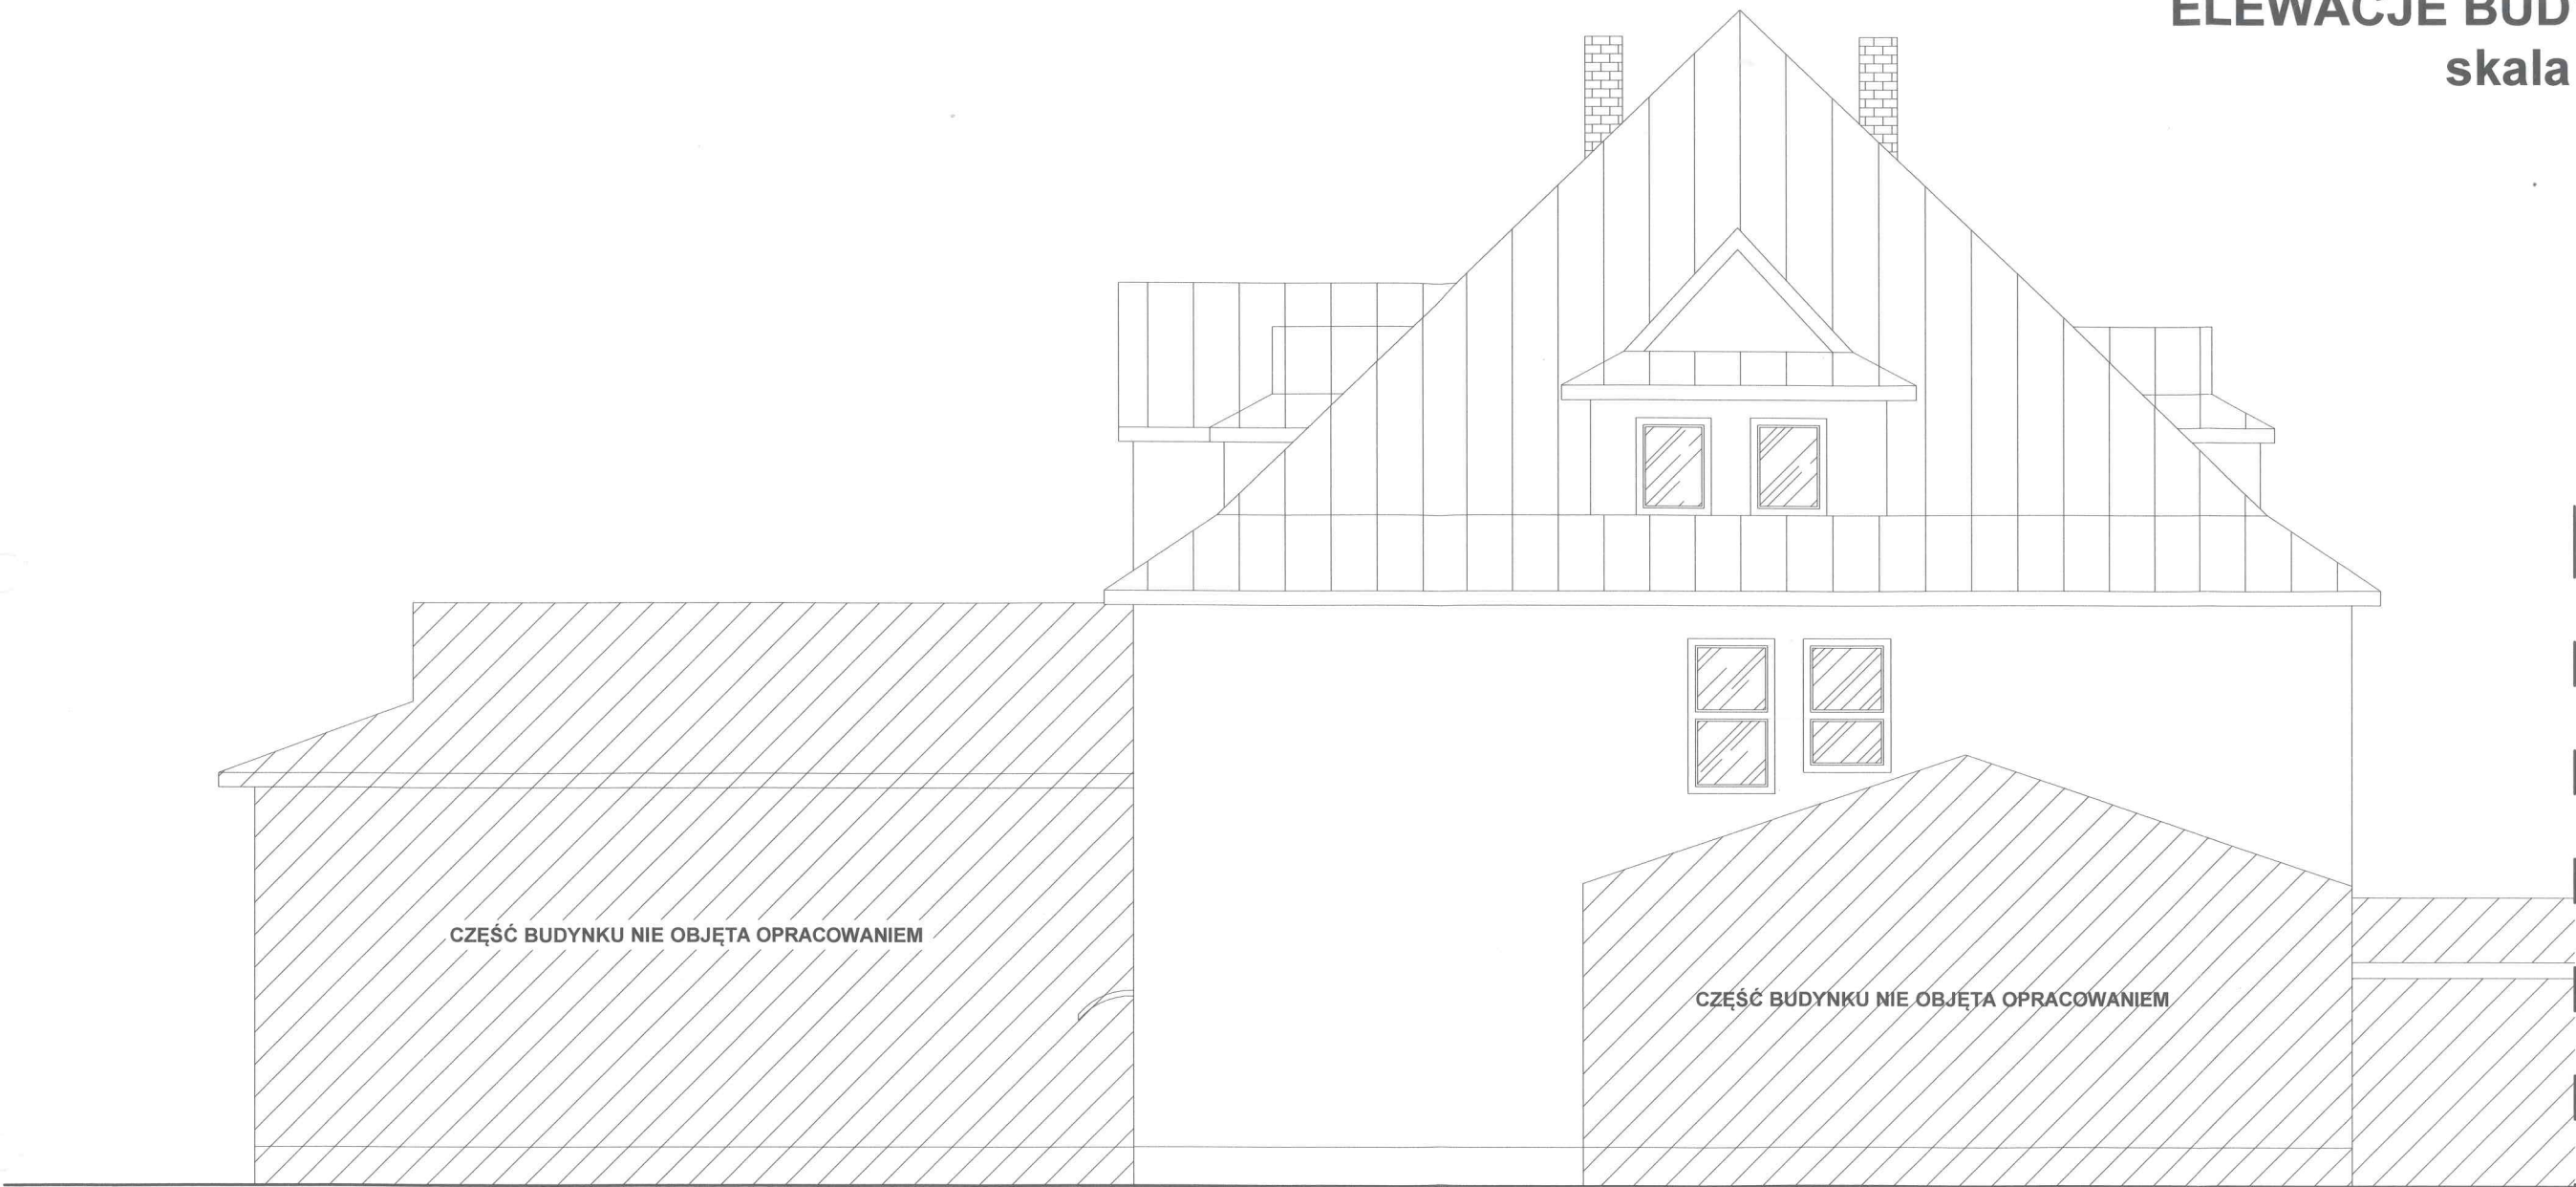 ELEWACJE BUD
skala
CZĘŚĆ BUDYNKU NIE OBJĘTA OPRACOWANIEM
CZĘŚĆ BUDYNKU NIE OBJĘTA OPRACOWANIEM